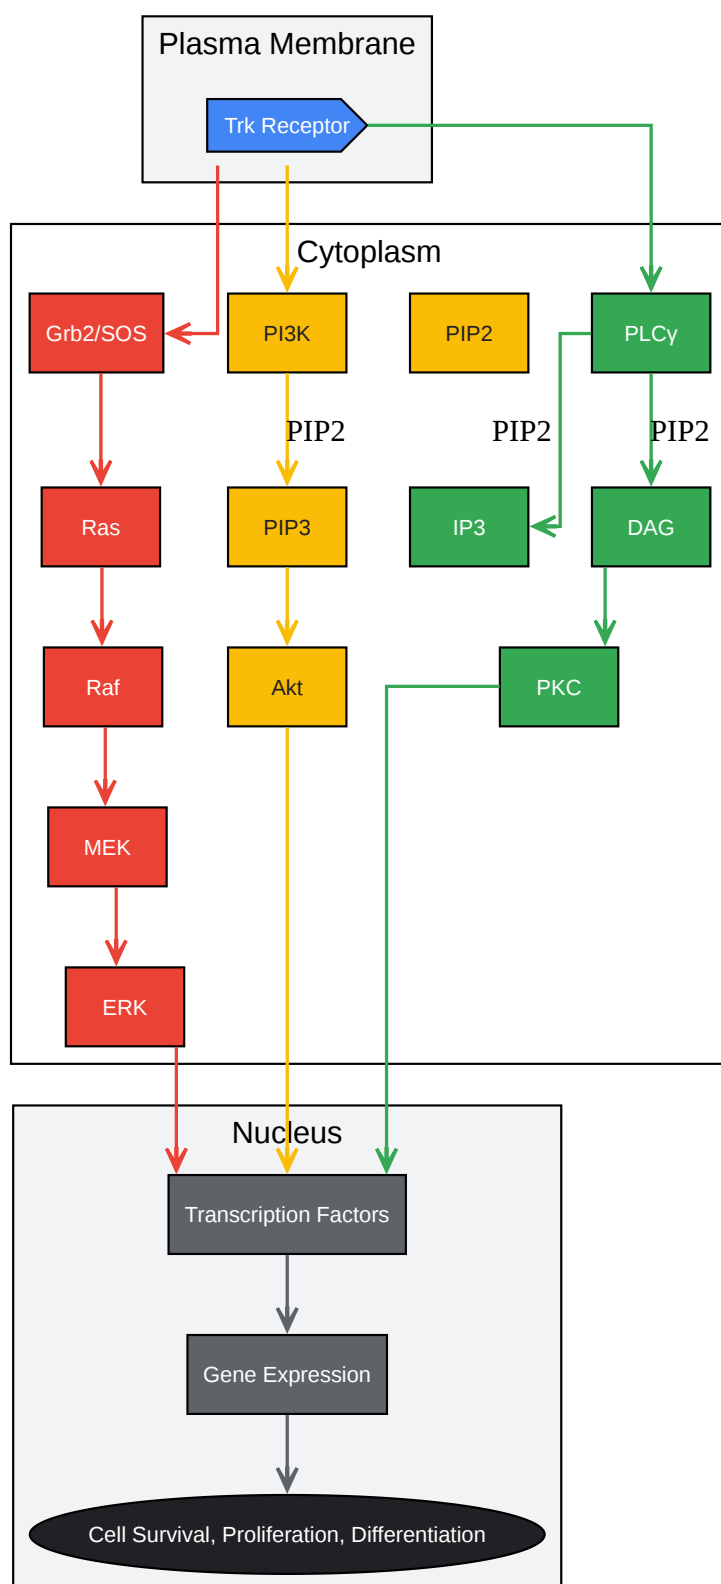 Plasma Membrane
Trk Receptor
Cytoplasm
Grb2/SOS
PI3K
PIP2
PLCγ
PIP2
PIP2
PIP2
Ras
PIP3
IP3
DAG
Raf
Akt
PKC
MEK
ERK
Nucleus
Transcription Factors
Gene Expression
Cell Survival, Proliferation, Differentiation